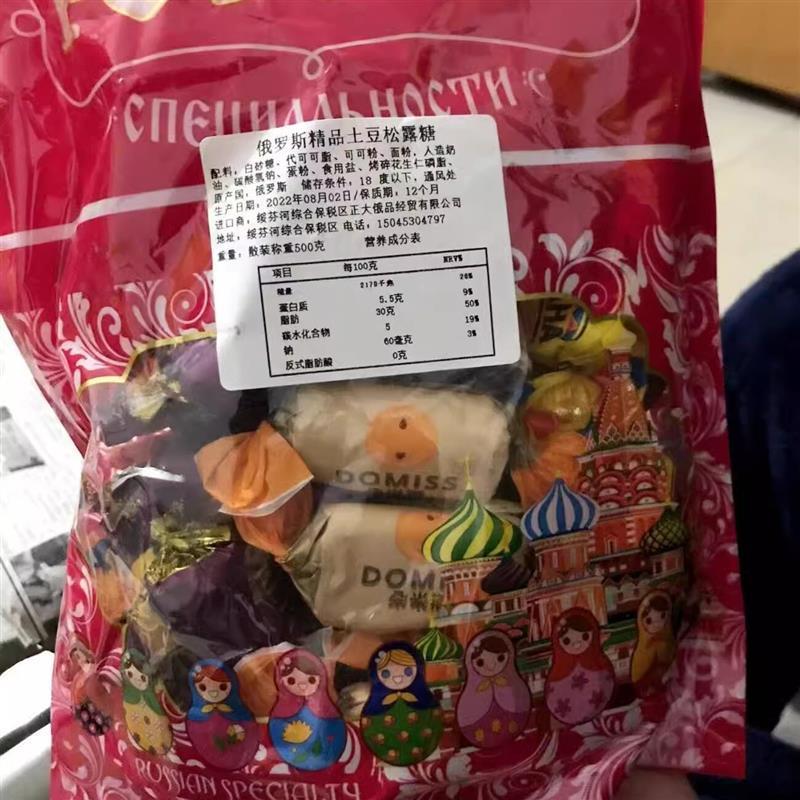 СПЕЦИАЛЬНОСТИ
俄罗斯精品土豆松露糖
配料，白砂糖、代可可脂、可可粉、面粉，人造奶
油、碳酸氢钠、蛋粉、食用盐、烤碎花生仁磷脂、
原产国，俄罗斯 储存条件，18 度以下，通风处
生产日期，2022年08月02日/保质期，12个月
进口商，绥芬河综合保税区正大俄品经贸有限公司
地址，绥芬河综合保税区 电话，15045304797
重量，散装称重500克 营养成分表
项目 每100克 NRV%
能量 2179千焦 26%
蛋白质 5.5克 9%
脂肪 30克 50%
碳水化合物 5 19%
钠 60毫克 3%
反式脂肪酸 0克
DOMISS
DOMISS
朵米
RUSSIAN SPECIALTY